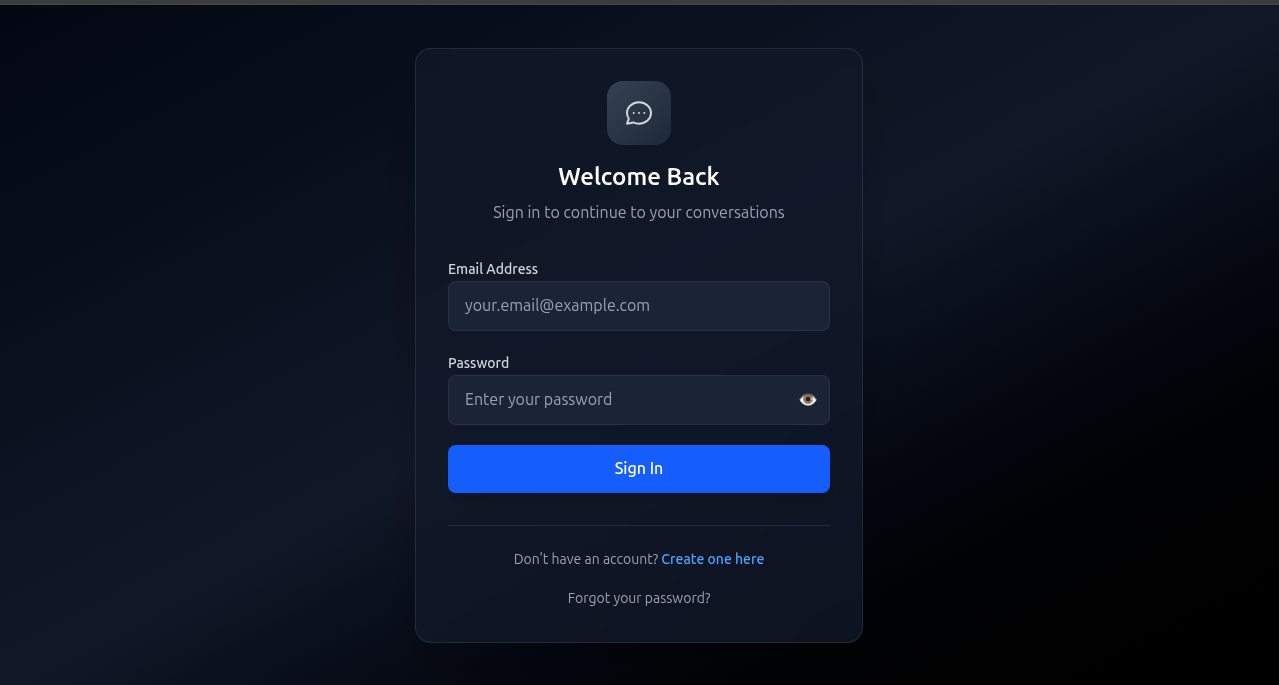 Welcome Back
Sign in to continue to your conversations
Email Address
your.email@example.com
Password
Enter your password
Sign In
Don't have an account? Create one here
Forgot your password?